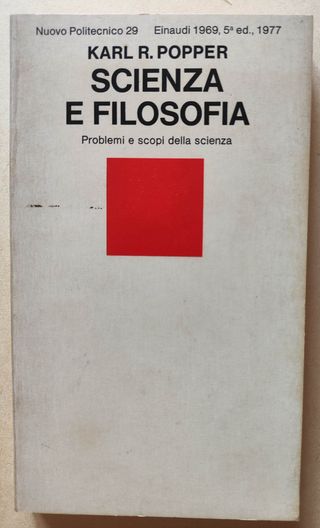 Nuovo Politecnico 29 Einaudi 1969, 5ª ed., 1977
KARL R. POPPER
SCIENZA
E FILOSOFIA
Problemi e scopi della scienza